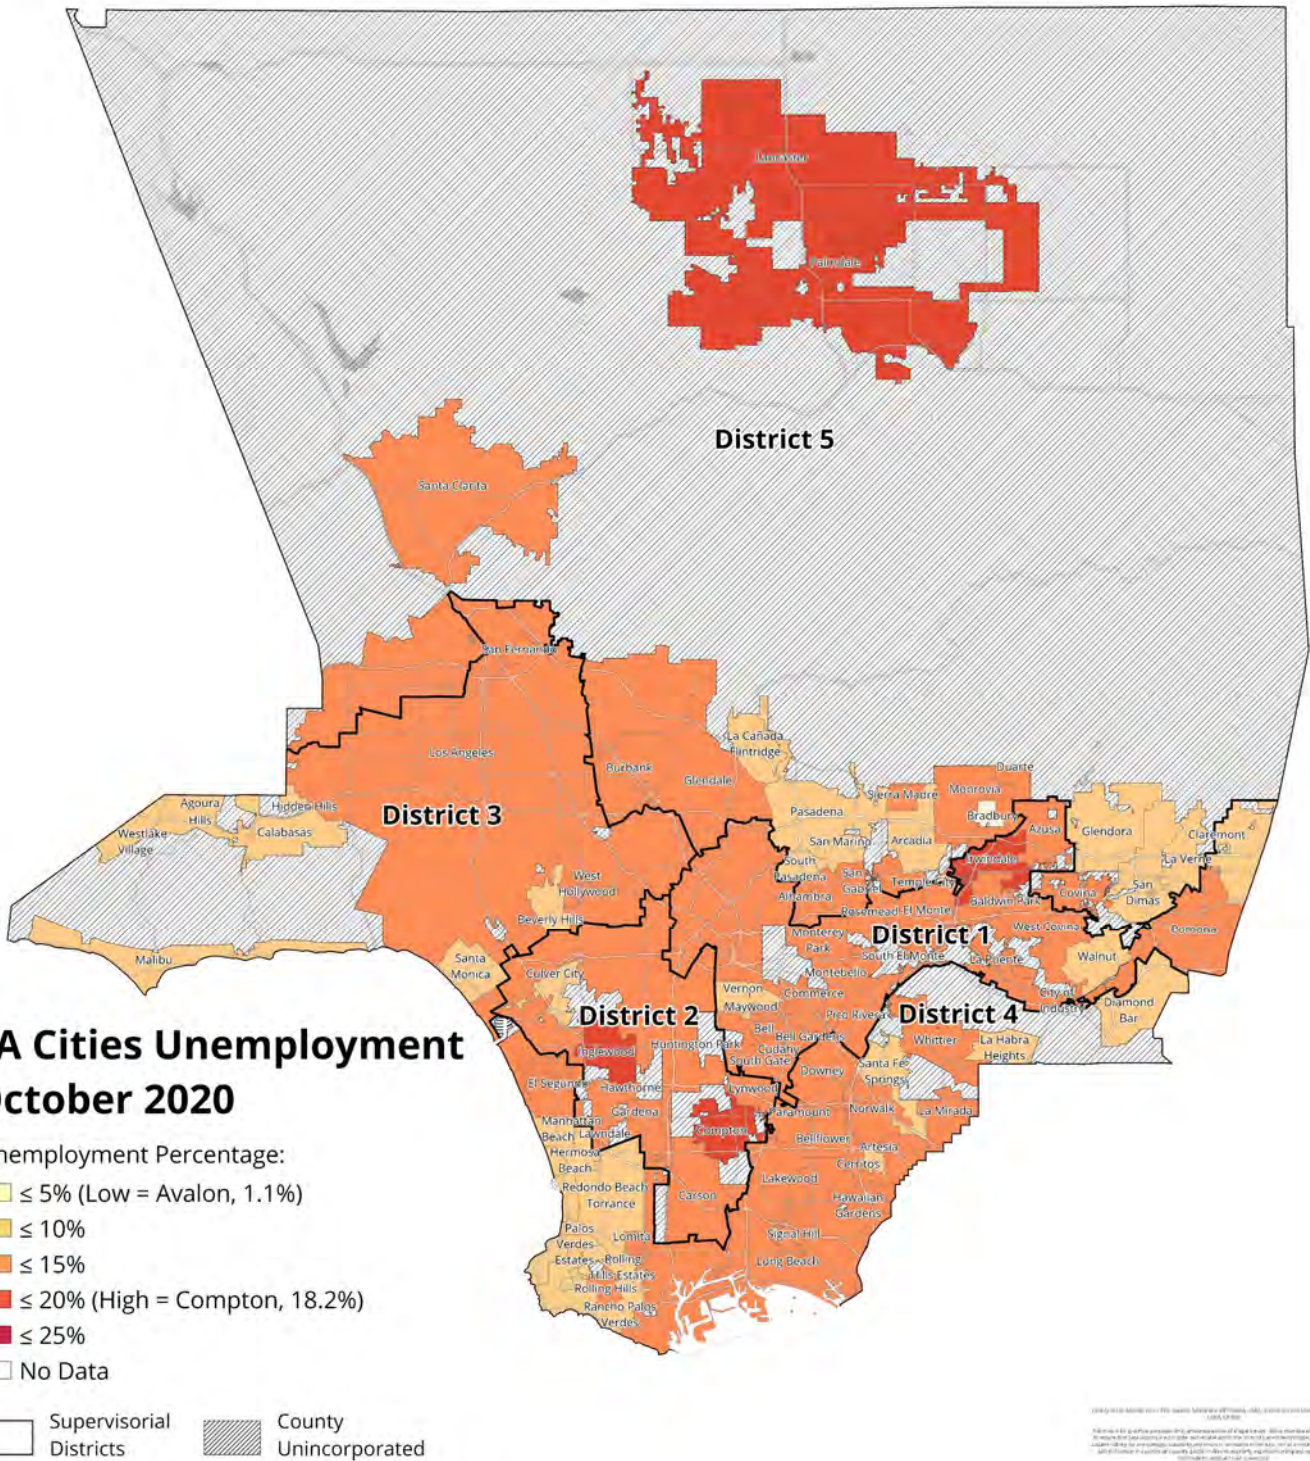 Lancaster
Palmdale
District 5
Santa Clarita
San Fernando
Los Angeles
Burbank
Glendale
La Cañada
Flintridge
Duarte
Sierra Madre
Monrovia
Pasadena
Bradbury
Agoura
Hills
Hidden Hills
District 3
San Marino
Arcadia
Azusa
Glendora
Claremont
Westlake
Village
Calabasas
La Verne
South
Pasadena
Irwindale
West
Hollywood
San
Gabriel
Temple City
Covina
San
Dimas
Alhambra
Baldwin Park
Beverly Hills
Rosemead
El Monte
Monterey
Park
District 1
West Covina
Pomona
Malibu
Santa
Monica
South El Monte
La Puente
Walnut
Culver City
Montebello
Vernon
Commerce
City of
Industry
Diamond
Bar
Maywood
District 2
Pico Rivera
District 4
Bell
Bell Gardens
Inglewood
Huntington Park
Cudahy
South Gate
Whittier
La Habra
Heights
Downey
Santa Fe
Springs
El Segundo
Hawthorne
Lynwood
Gardena
Paramount
Norwalk
La Mirada
Manhattan
Beach
Lawndale
Compton
Bellflower
Artesia
Hermosa
Beach
Cerritos
Redondo Beach
Torrance
Carson
Lakewood
Hawaiian
Gardens
Palos
Verdes
Estates
Lomita
Signal Hill
Rolling
Hills Estates
Long Beach
Rolling Hills
Rancho Palos
Verdes
A Cities Unemployment
October 2020
nemployment Percentage:
≤ 5% (Low = Avalon, 1.1%)
≤ 10%
≤ 15%
≤ 20% (High = Compton, 18.2%)
≤ 25%
No Data
Supervisorial
Districts
County
Unincorporated